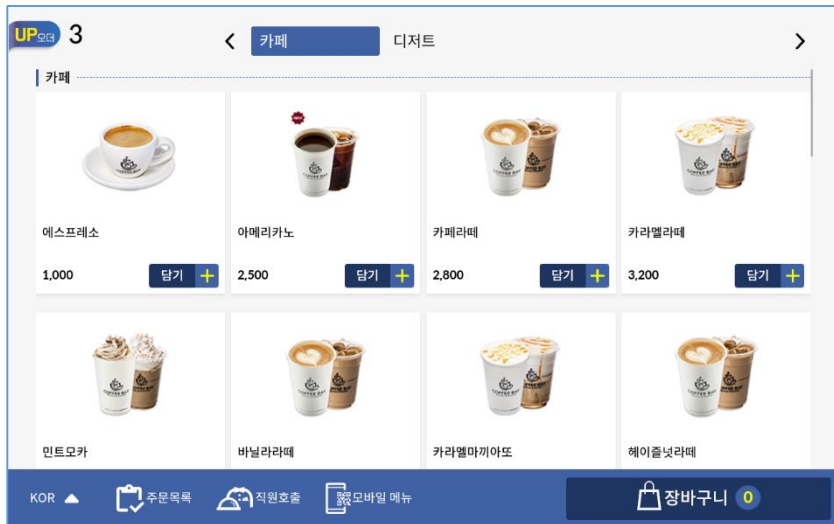 UP오더 3
카페 디저트
카페
에스프레소 아메리카노 카페라떼 카라멜라떼
1,000 담기 2,500 담기 2,800 담기 3,200 담기
민트모카 바닐라라떼 카라멜마끼아또 헤이즐넛라떼
KOR 주문목록 직원호출 모바일 메뉴 장바구니 0